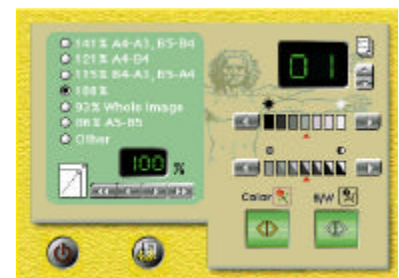 141% A4-A3, B5-B4
121% A4-B4
115% B4-A3, B5-A4
100%
93% Whole Image
86% A5-B5
Other
100 %
01
Color
B/W